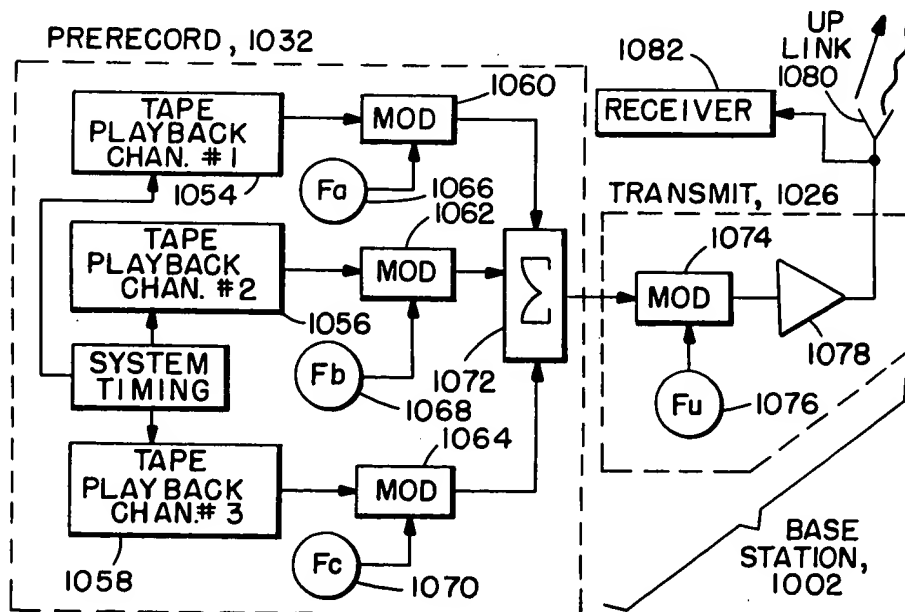 PRERECORD, 1032
TAPE
PLAYBACK
CHAN. #1
1054
MOD
1060
Fa
1066
1062
TAPE
PLAYBACK
CHAN. #2
1056
MOD
Fb
1068
Σ
1072
SYSTEM
TIMING
TAPE
PLAYBACK
CHAN.# 3
1058
1064
MOD
Fc
1070
1082
RECEIVER
UP
LINK
1080
TRANSMIT, 1026
1074
MOD
1078
Fu
1076
BASE
STATION,
1002